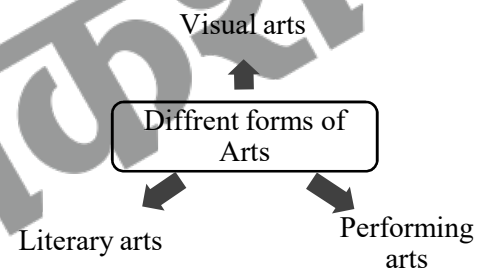 Visual arts
Diffrent forms of
Arts
Literary arts
Performing
arts